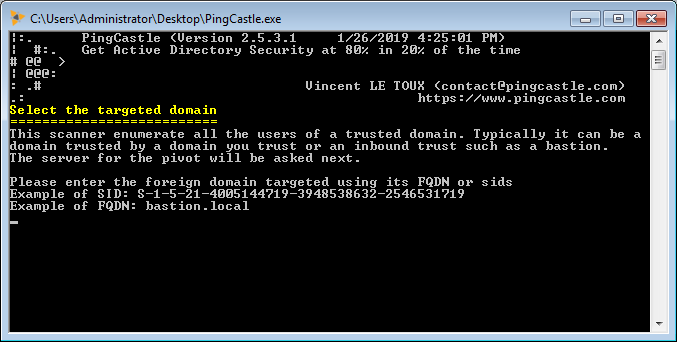 C:\Users\Administrator\Desktop\PingCastle.exe
|:.      PingCastle (Version 2.5.3.1     1/26/2019 4:25:01 PM)
|  #:.   Get Active Directory Security at 80% in 20% of the time
# @@  >
| @@@:
: .#                                 Vincent LE TOUX (contact@pingcastle.com)
.:                                                 https://www.pingcastle.com
Select the targeted domain
==========================
This scanner enumerate all the users of a trusted domain. Typically it can be a
domain trusted by a domain you trust or an inbound trust such as a bastion.
The server for the pivot will be asked next.
Please enter the foreign domain targeted using its FQDN or sids
Example of SID: S-1-5-21-4005144719-3948538632-2546531719
Example of FQDN: bastion.local